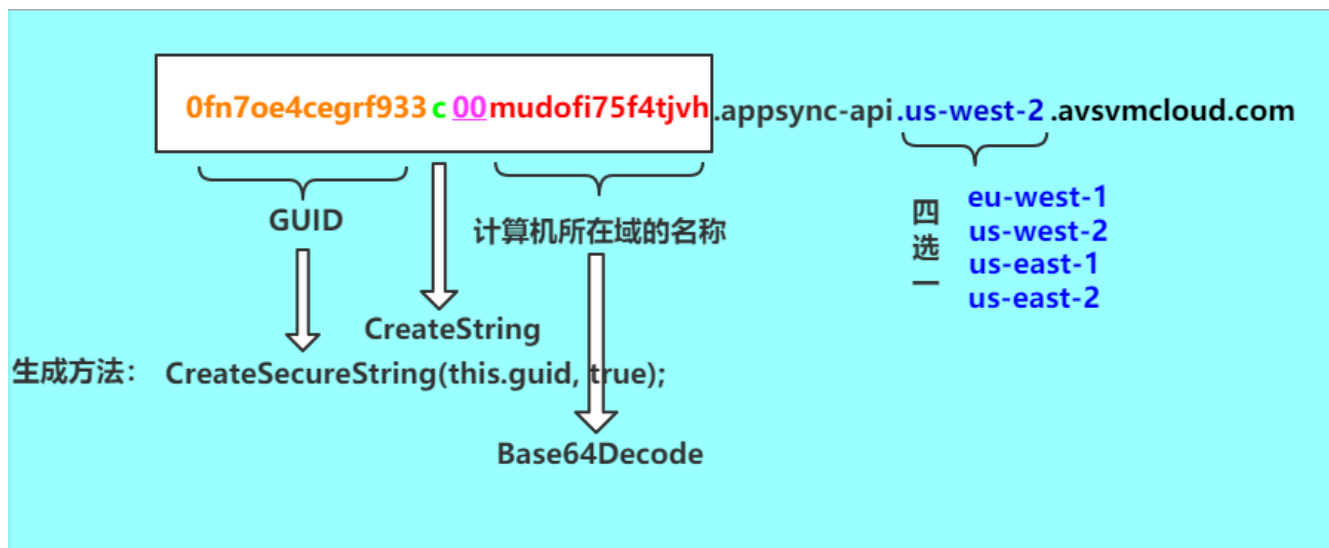 0fn7oe4cegrf933c00mudofi75f4tjvh.appsync-api.us-west-2.avsvmcloud.com
GUID
计算机所在域的名称
四选一
eu-west-1
us-west-2
us-east-1
us-east-2
CreateString
生成方法： CreateSecureString(this.guid, true);
Base64Decode